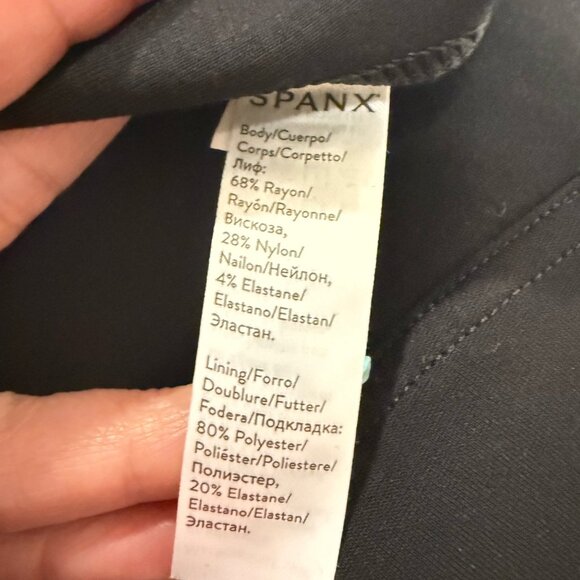 SPANX
Body/Cuerpo/
Corps/Corpetto/
Лиф:
68% Rayon/
Rayón/Rayonne/
Вискоза,
28% Nylon/
Nailon/Нейлон,
4% Elastane/
Elastano/Elastan/
Эластан.
Lining/Forro/
Doublure/Futter/
Fodera/Подкладка:
80% Polyester/
Poliéster/Poliestere/
Полиэстер,
20% Elastane/
Elastano/Elastan/
Эластан.